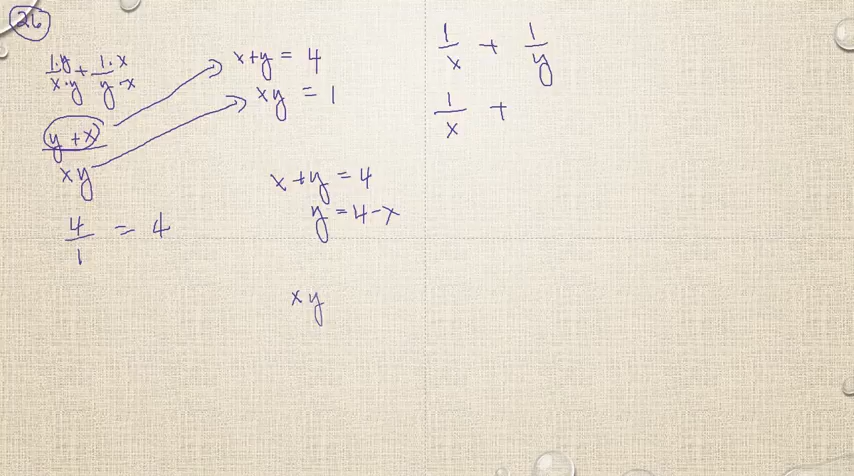 26
1·y/x·y + 1·x/y·x
y + x/xy
4/1 = 4
x+y = 4
xy = 1
x+y = 4
y = 4-x
xy
1/x + 1/y
1/x +